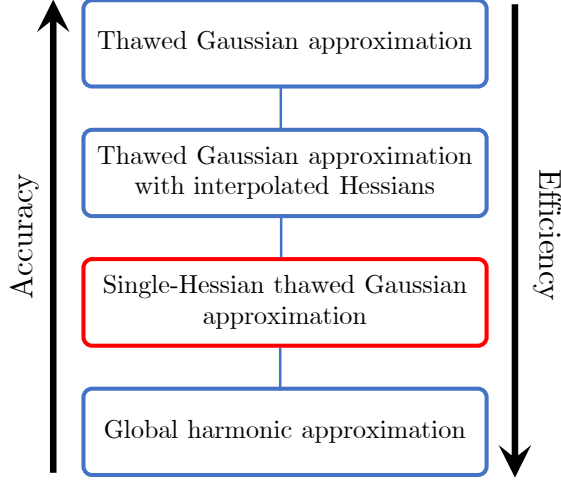 Thawed Gaussian approximation
Thawed Gaussian approximation
with interpolated Hessians
Single-Hessian thawed Gaussian
approximation
Global harmonic approximation
Accuracy
Efficiency